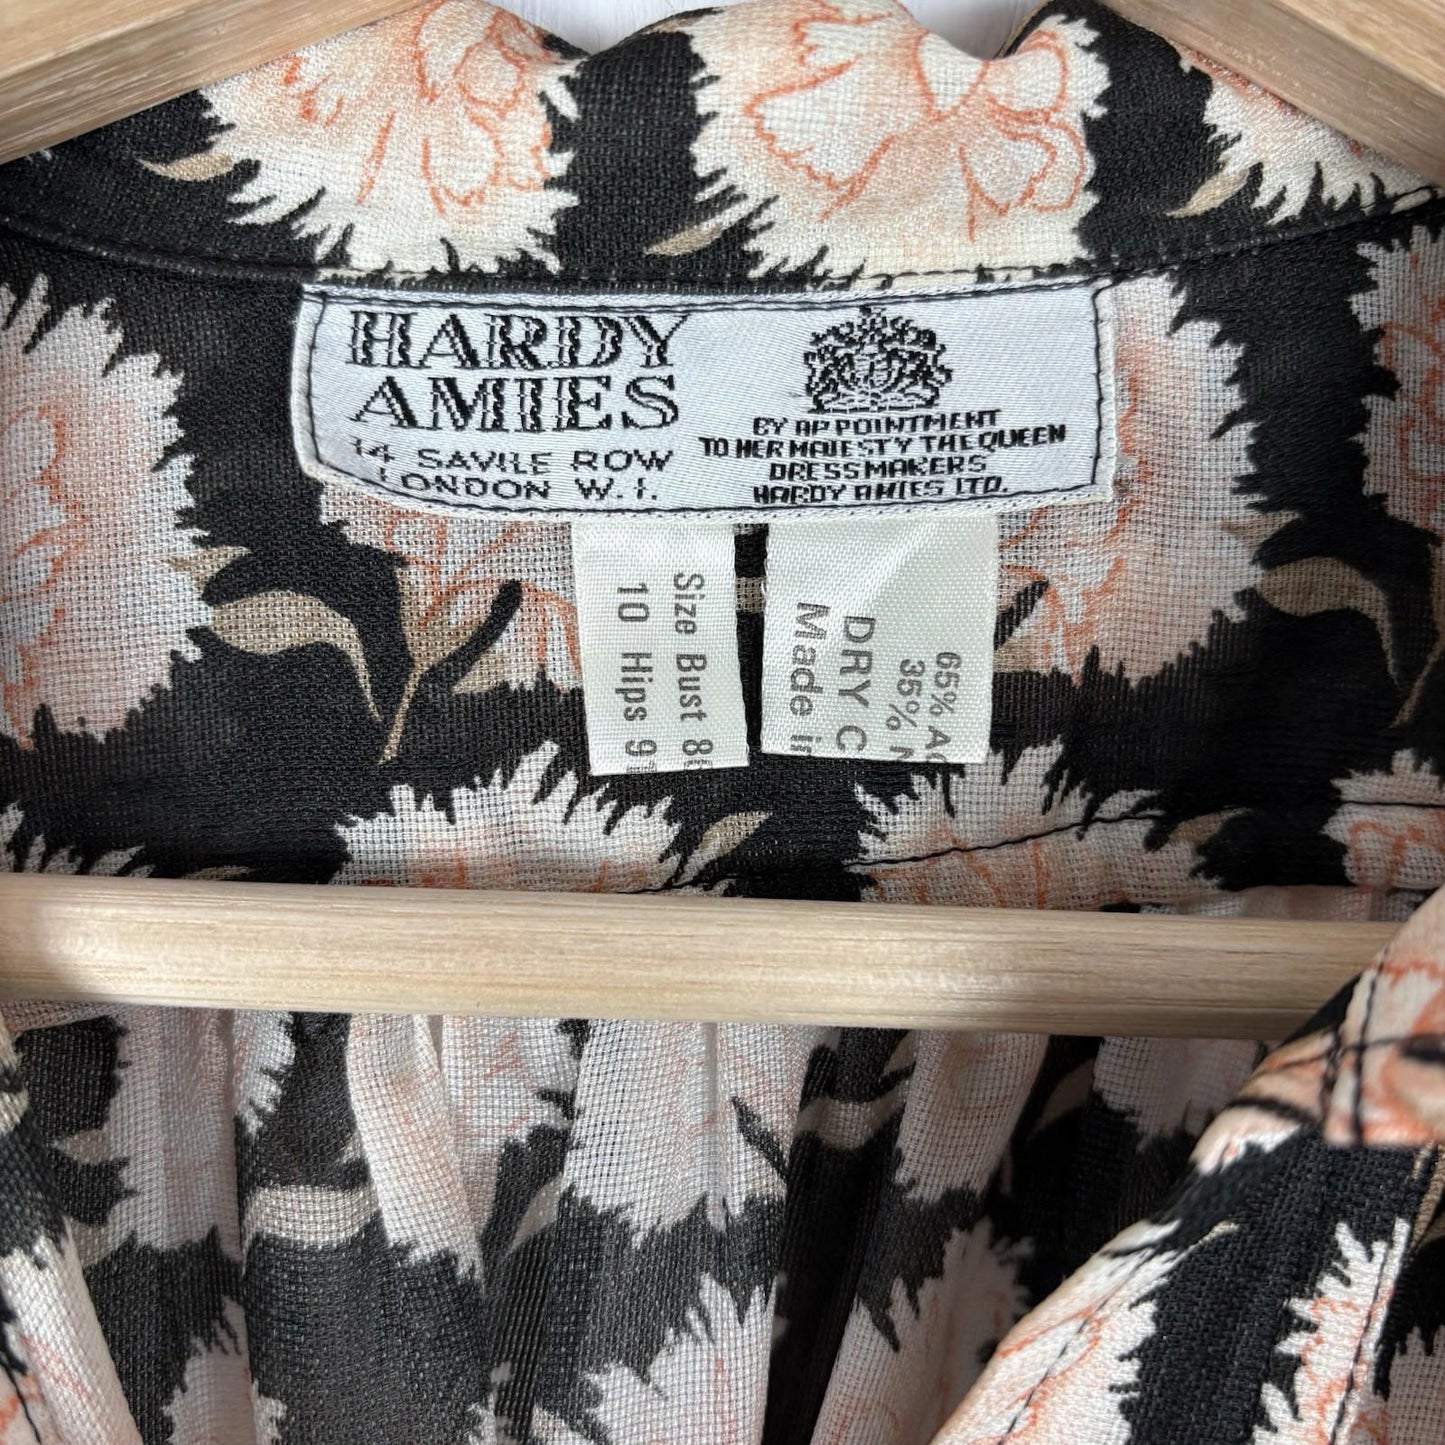 HARDY
AMIES
14 SAVILE ROW
LONDON W.1.
BY APPOINTMENT
TO HER MAJESTY THE QUEEN
DRESSMAKERS
HARDY AMIES LTD.
Size Bust
10 Hips
65%
35%
DRY
Made